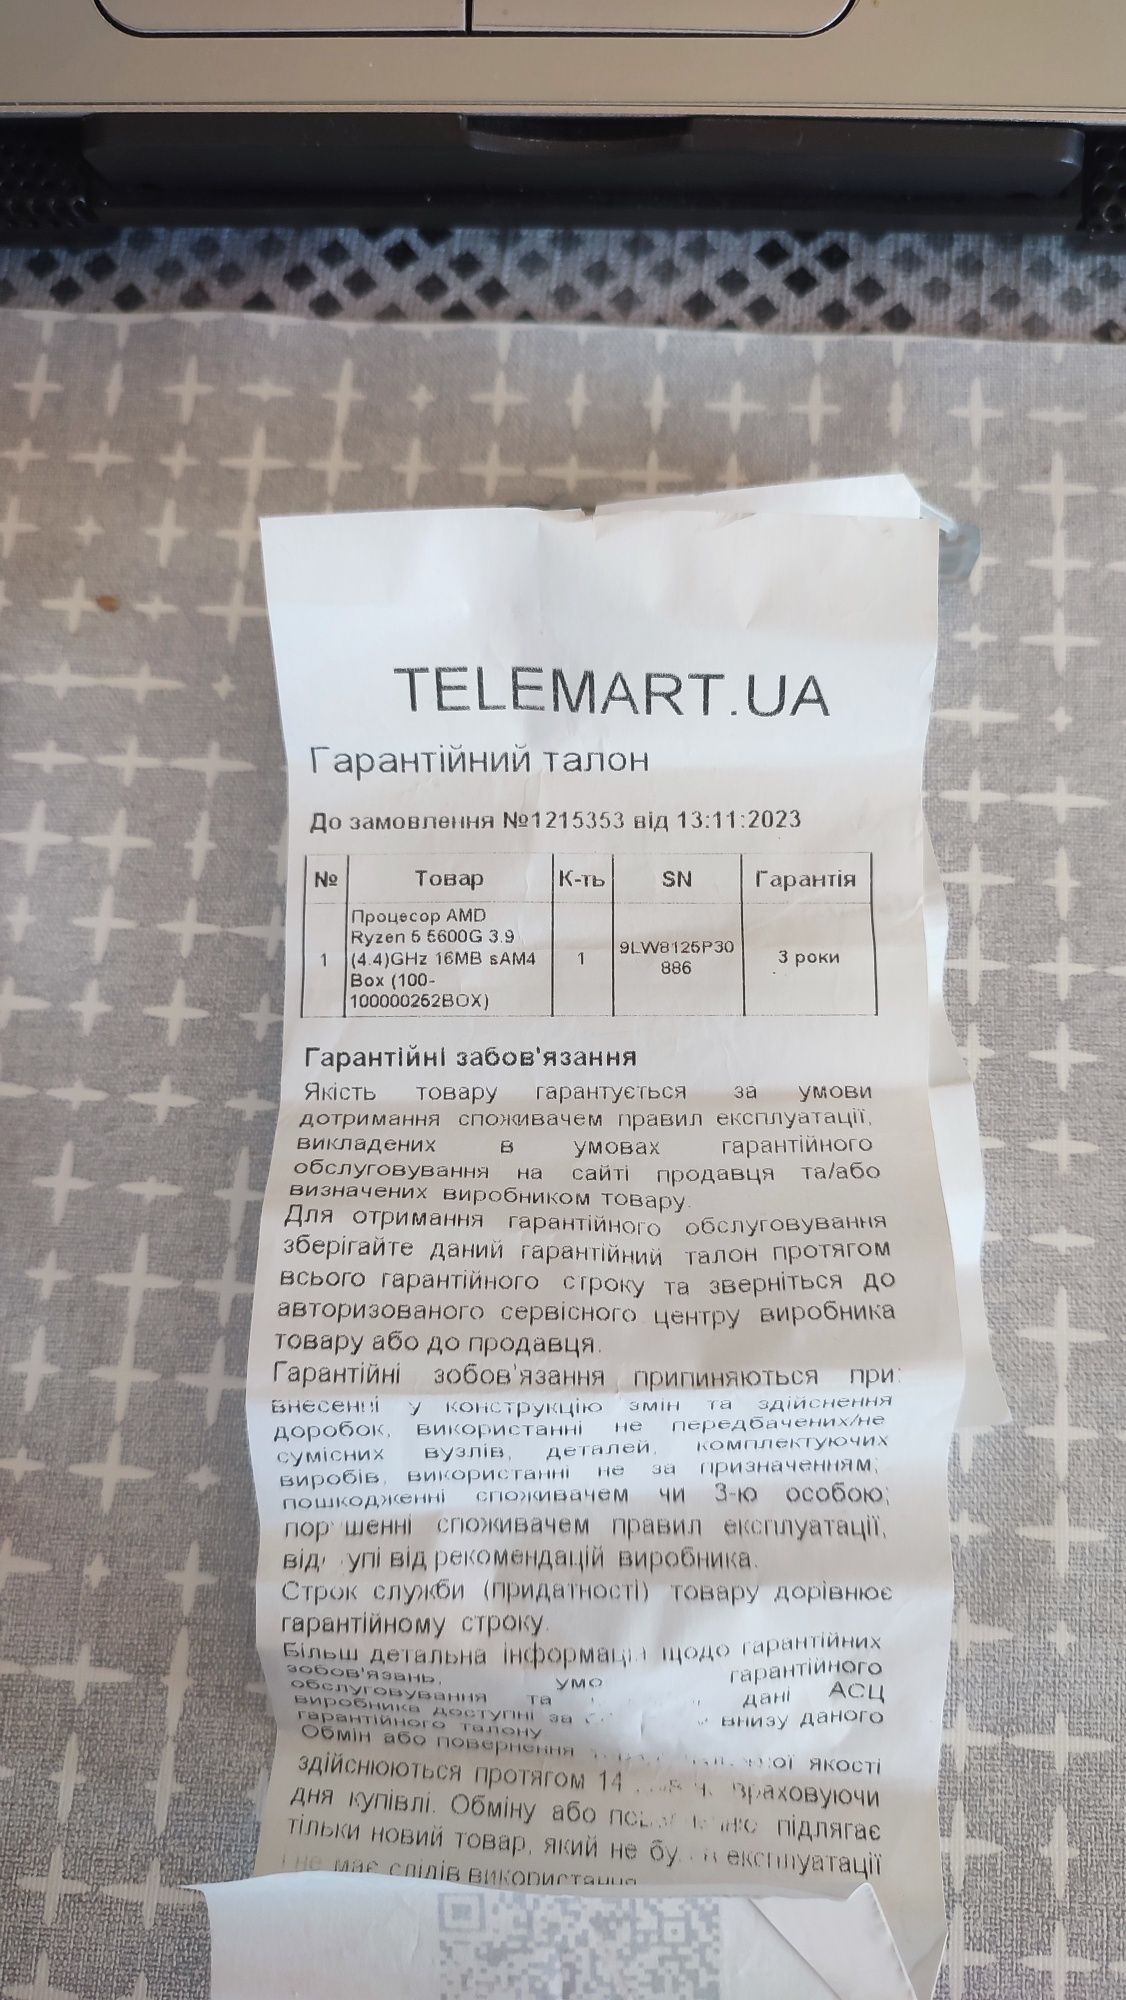 TELEMART.UA
Гарантійний талон
До замовлення №1215353 від 13:11:2023
№ Товар К-ть SN Гарантія
1 Процесор AMD Ryzen 5 5600G 3.9 (4.4)GHz 16MB sAM4 Box (100-100000252BOX) 1 9LW8125P30886 3 роки
Гарантійні забов'язання
Якість товару гарантується за умови
дотримання споживачем правил експлуатації,
викладених в умовах гарантійного
обслуговування на сайті продавця та/або
визначених виробником товару.
Для отримання гарантійного обслуговування
зберігайте даний гарантійний талон протягом
всього гарантійного строку та зверніться до
авторизованого сервісного центру виробника
товару або до продавця.
Гарантійні зобов'язання припиняються при:
внесенні у конструкцію змін та здійснення
доробок, використанні не передбачених/не
сумісних вузлів, деталей, комплектуючих
виробів, використанні не за призначенням;
пошкодженні споживачем чи 3-ю особою;
порушенні споживачем правил експлуатації,
від рекомендацій виробника.
Строк служби (придатності) товару дорівнює
гарантійному строку.
Більш детальна інформація щодо гарантійних
зобов'язань, гарантійного
обслуговування та дані АСЦ
виробника доступні за внизу даного
гарантійного талону
Обмін або повернення якості
здійснюються протягом 14 враховуючи
дня купівлі. Обміну або підлягає
тільки новий товар, який не експлуатації
і не має слідів використання